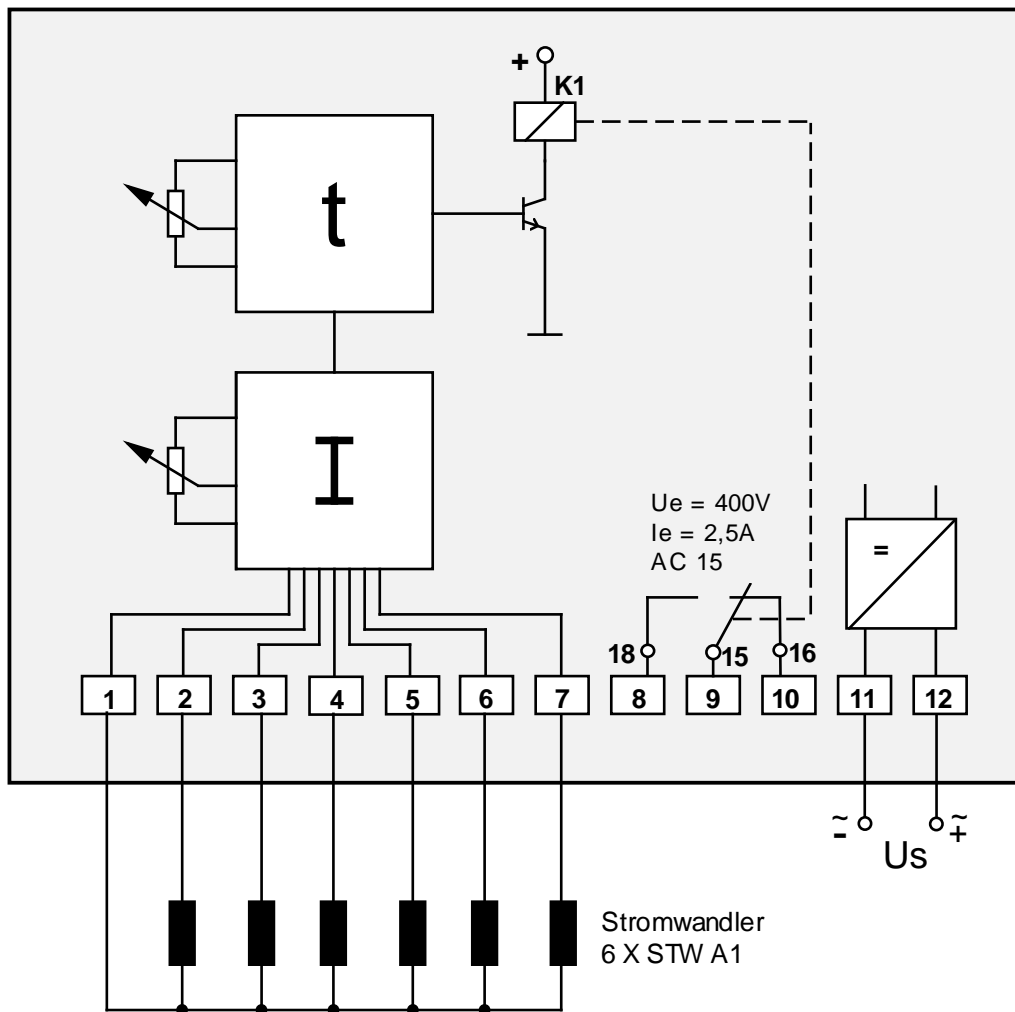 +
K1
t
I
Ue = 400V
Ie = 2,5A
AC 15
=
18 15 16
1 2 3 4 5 6 7 8 9 10 11 12
~ ~
- +
Us
Stromwandler
6 X STW A1